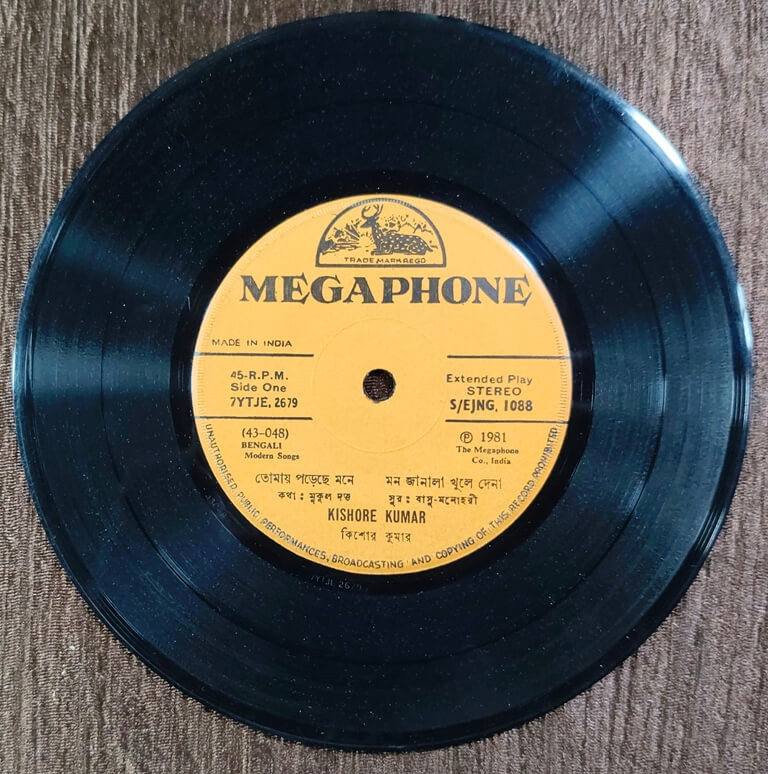 TRADE MARK REGD
MEGAPHONE
MADE IN INDIA
45-R.P.M.
Side One
7YTJE, 2679
Extended Play
STEREO
S/EJNG. 1088
(43-048)
BENGALI
Modern Songs
℗ 1981
The Megaphone
Co., India
তোমায় পড়েছে মনে মন জানালা খুলে দেনা
কথা : মুকুল দত্ত সুর : বাসু-মনোহরী
KISHORE KUMAR
কিশোর কুমার
UNAUTHORISED PUBLIC PERFORMANCES, BROADCASTING AND COPYING OF THIS RECORD PROHIBITED
7YTJE 2679